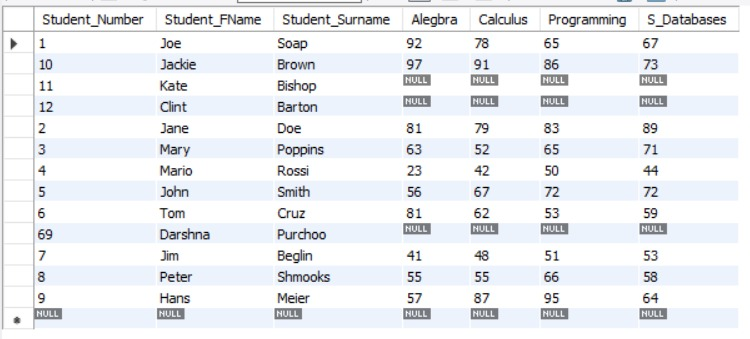 Student_Number Student_FName Student_Surname Alegbra Calculus Programming S_Databases
1 Joe Soap 92 78 65 67
10 Jackie Brown 97 91 86 73
11 Kate Bishop NULL NULL NULL NULL
12 Clint Barton NULL NULL NULL NULL
2 Jane Doe 81 79 83 89
3 Mary Poppins 63 52 65 71
4 Mario Rossi 23 42 50 44
5 John Smith 56 67 72 72
6 Tom Cruz 81 62 53 59
69 Darshna Purchoo NULL NULL NULL NULL
7 Jim Beglin 41 48 51 53
8 Peter Shmooks 55 55 66 58
9 Hans Meier 57 87 95 64
NULL NULL NULL NULL NULL NULL NULL